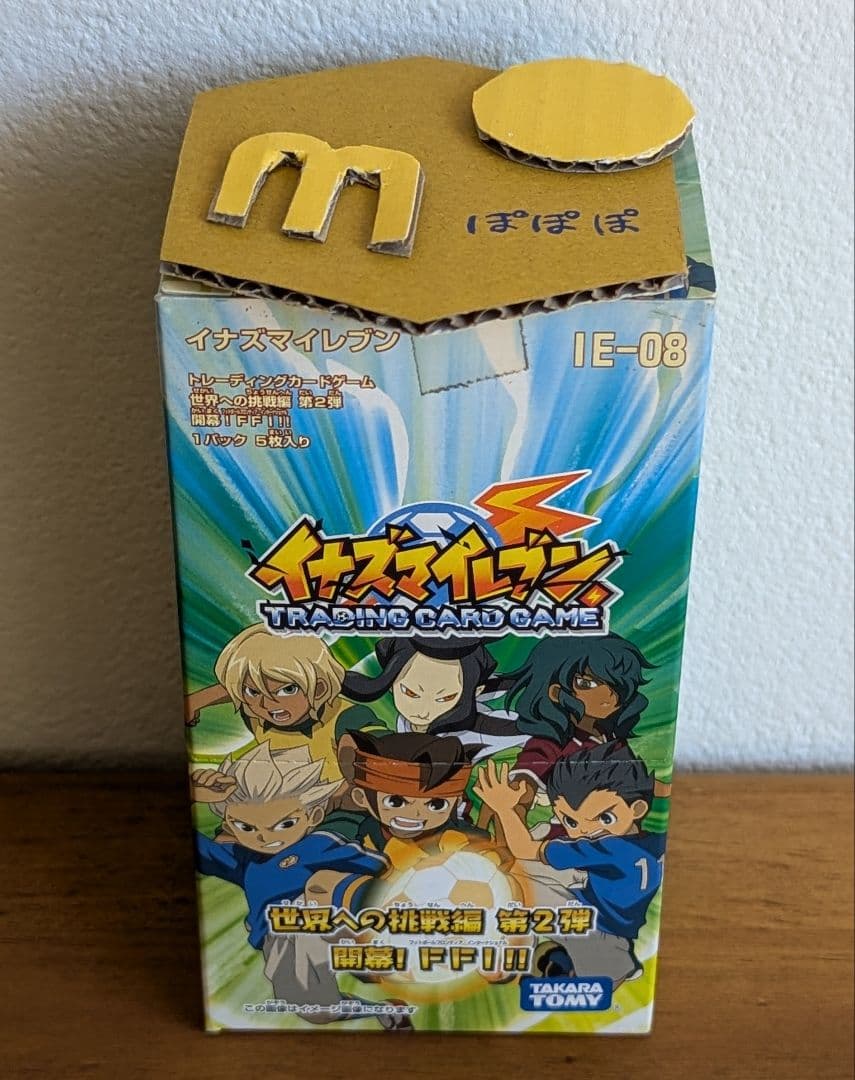 m
ぽぽぽ
イナズマイレブン
IE-08
トレーディングカードゲーム
世界への挑戦編 第2弾
開幕!FFI!!
1パック 5枚入り
イナズマイレブン
TRADING CARD GAME
11
世界への挑戦編 第2弾
開幕! FFI!!
TAKARA
TOMY
この画像はイメージ画像になります